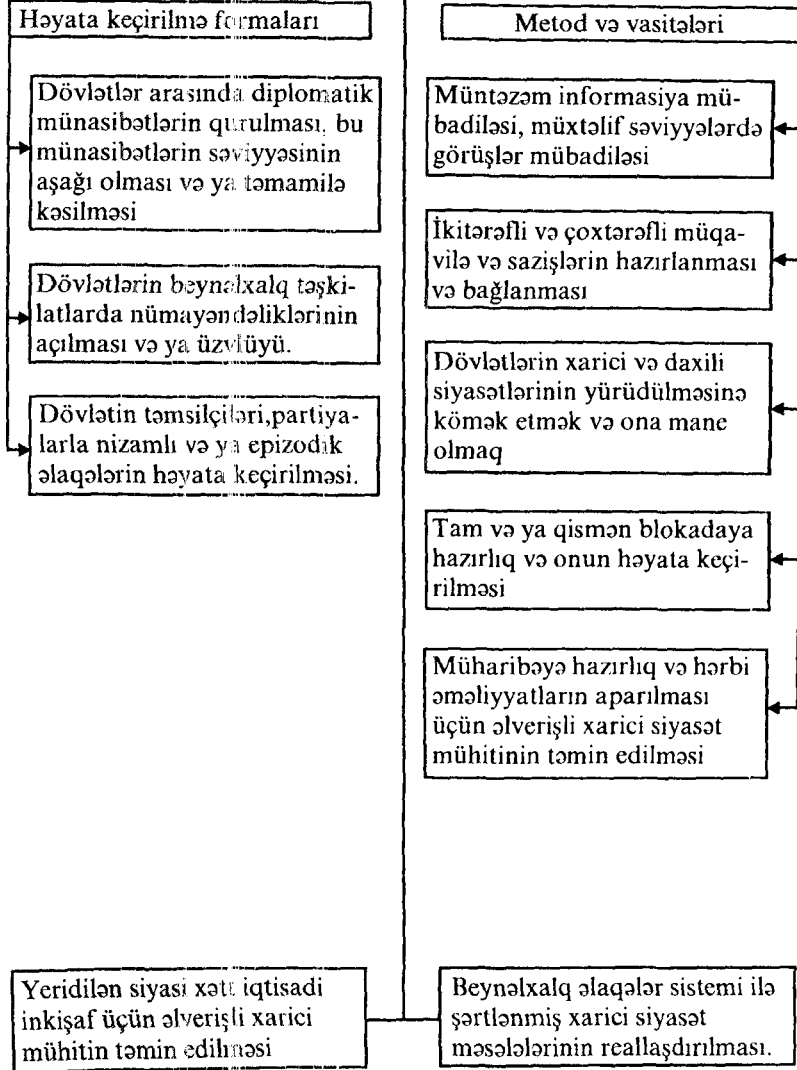 Həyata keçirilmə formaları
Dövlətlər arasında diplomatik
münasibətlərin qurulması, bu
münasibətlərin səviyyəsinin
aşağı olması və ya təmamilə
kəsilməsi
Dövlətlərin beynəlxalq təşki-
latlarda nümayəndəliklərinin
açılması və ya üzvlüyü.
Dövlətin təmsilçiləri,partiya-
larla nizamlı və ya epizodik
əlaqələrin həyata keçirilməsi.
Metod və vasitələri
Müntəzəm informasiya mü-
badiləsi, müxtəlif səviyyələrdə
görüşlər mübadiləsi
İkitərəfli və çoxtərəfli müqa-
vilə və sazişlərin hazırlanması
və bağlanması
Dövlətlərin xarici və daxili
siyasətlərinin yürüdülməsinə
kömək etmək və ona mane
olmaq
Tam və ya qismən blokadaya
hazırlıq və onun həyata keçi-
rilməsi
Müharibəyə hazırlıq və hərbi
əməliyyatların aparılması
üçün əlverişli xarici siyasət
mühitinin təmin edilməsi
Yeridilən siyasi xətt iqtisadi
inkişaf üçün əlverişli xarici
mühitin təmin edilməsi
Beynəlxalq əlaqələr sistemi ilə
şərtlənmiş xarici siyasət
məsələlərinin reallaşdırılması.